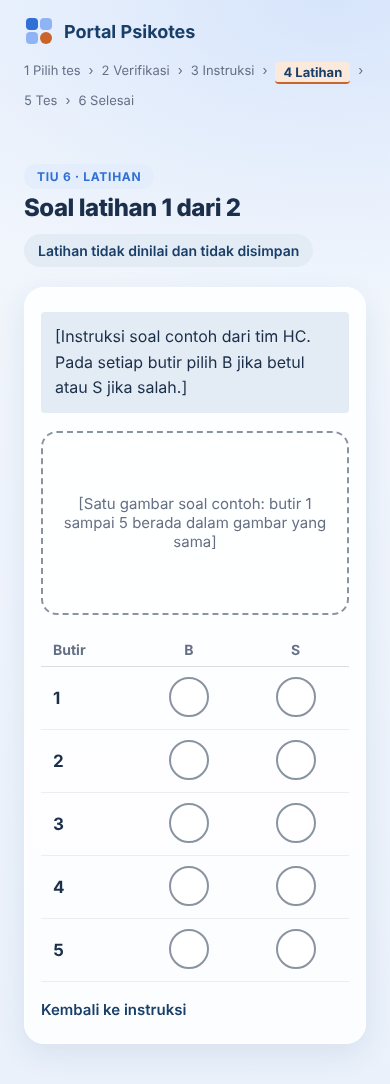 Portal Psikotes
1 Pilih tes › 2 Verifikasi › 3 Instruksi › 4 Latihan ›
5 Tes › 6 Selesai
TIU 6 · LATIHAN
Soal latihan 1 dari 2
Latihan tidak dinilai dan tidak disimpan
[Instruksi soal contoh dari tim HC.
Pada setiap butir pilih B jika betul
atau S jika salah.]
[Satu gambar soal contoh: butir 1
sampai 5 berada dalam gambar yang
sama]
Butir B S
1
2
3
4
5
Kembali ke instruksi